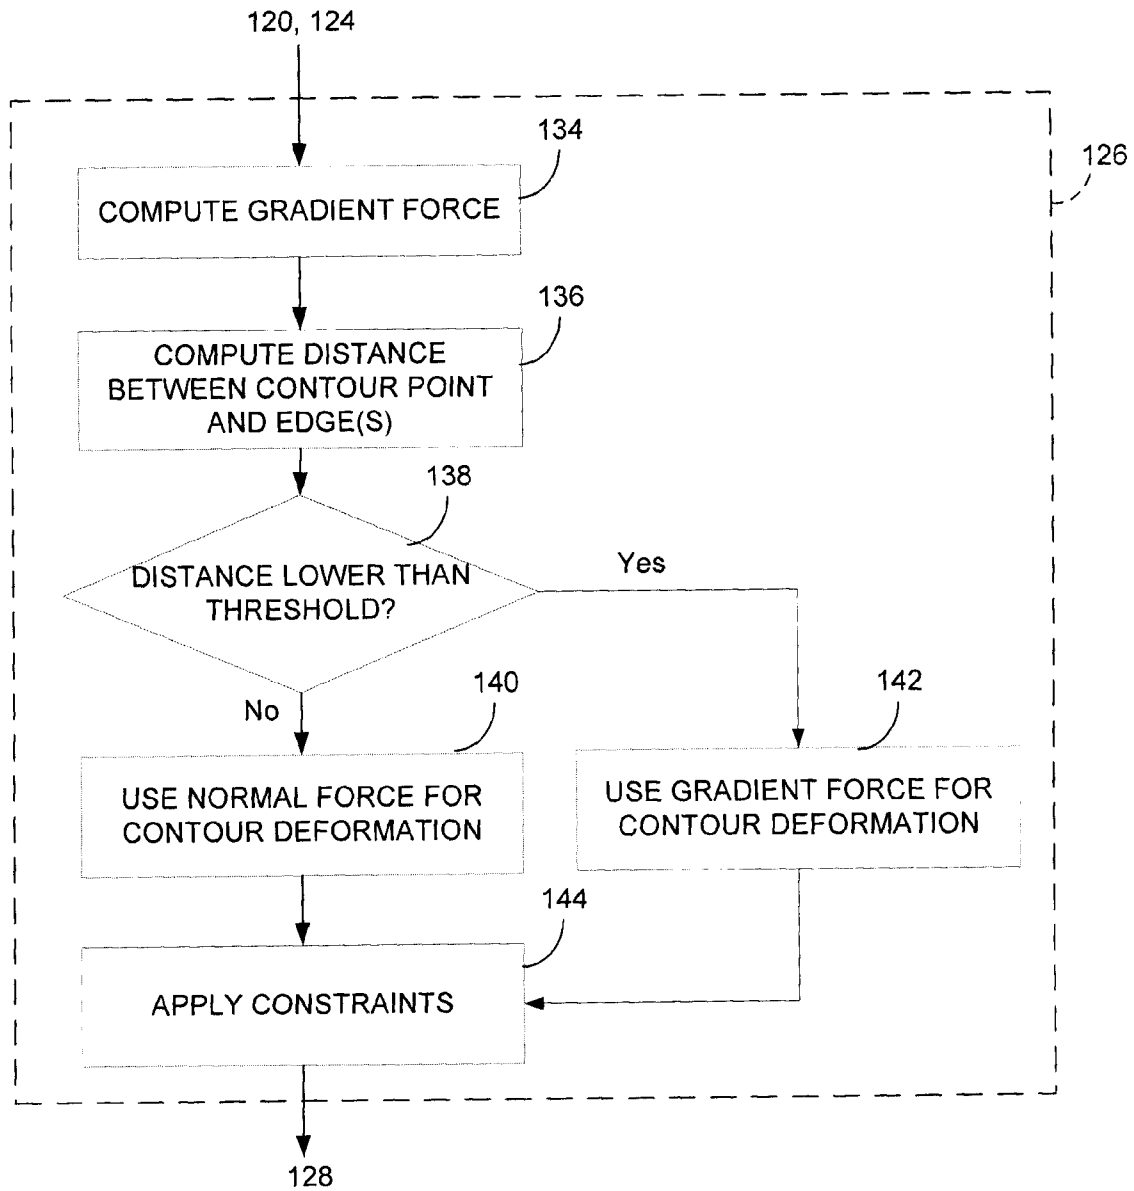 120, 124
134
126
COMPUTE GRADIENT FORCE
136
COMPUTE DISTANCE
BETWEEN CONTOUR POINT
AND EDGE(S)
138
DISTANCE LOWER THAN
THRESHOLD?
Yes
No
140
142
USE NORMAL FORCE FOR
CONTOUR DEFORMATION
USE GRADIENT FORCE FOR
CONTOUR DEFORMATION
144
APPLY CONSTRAINTS
128